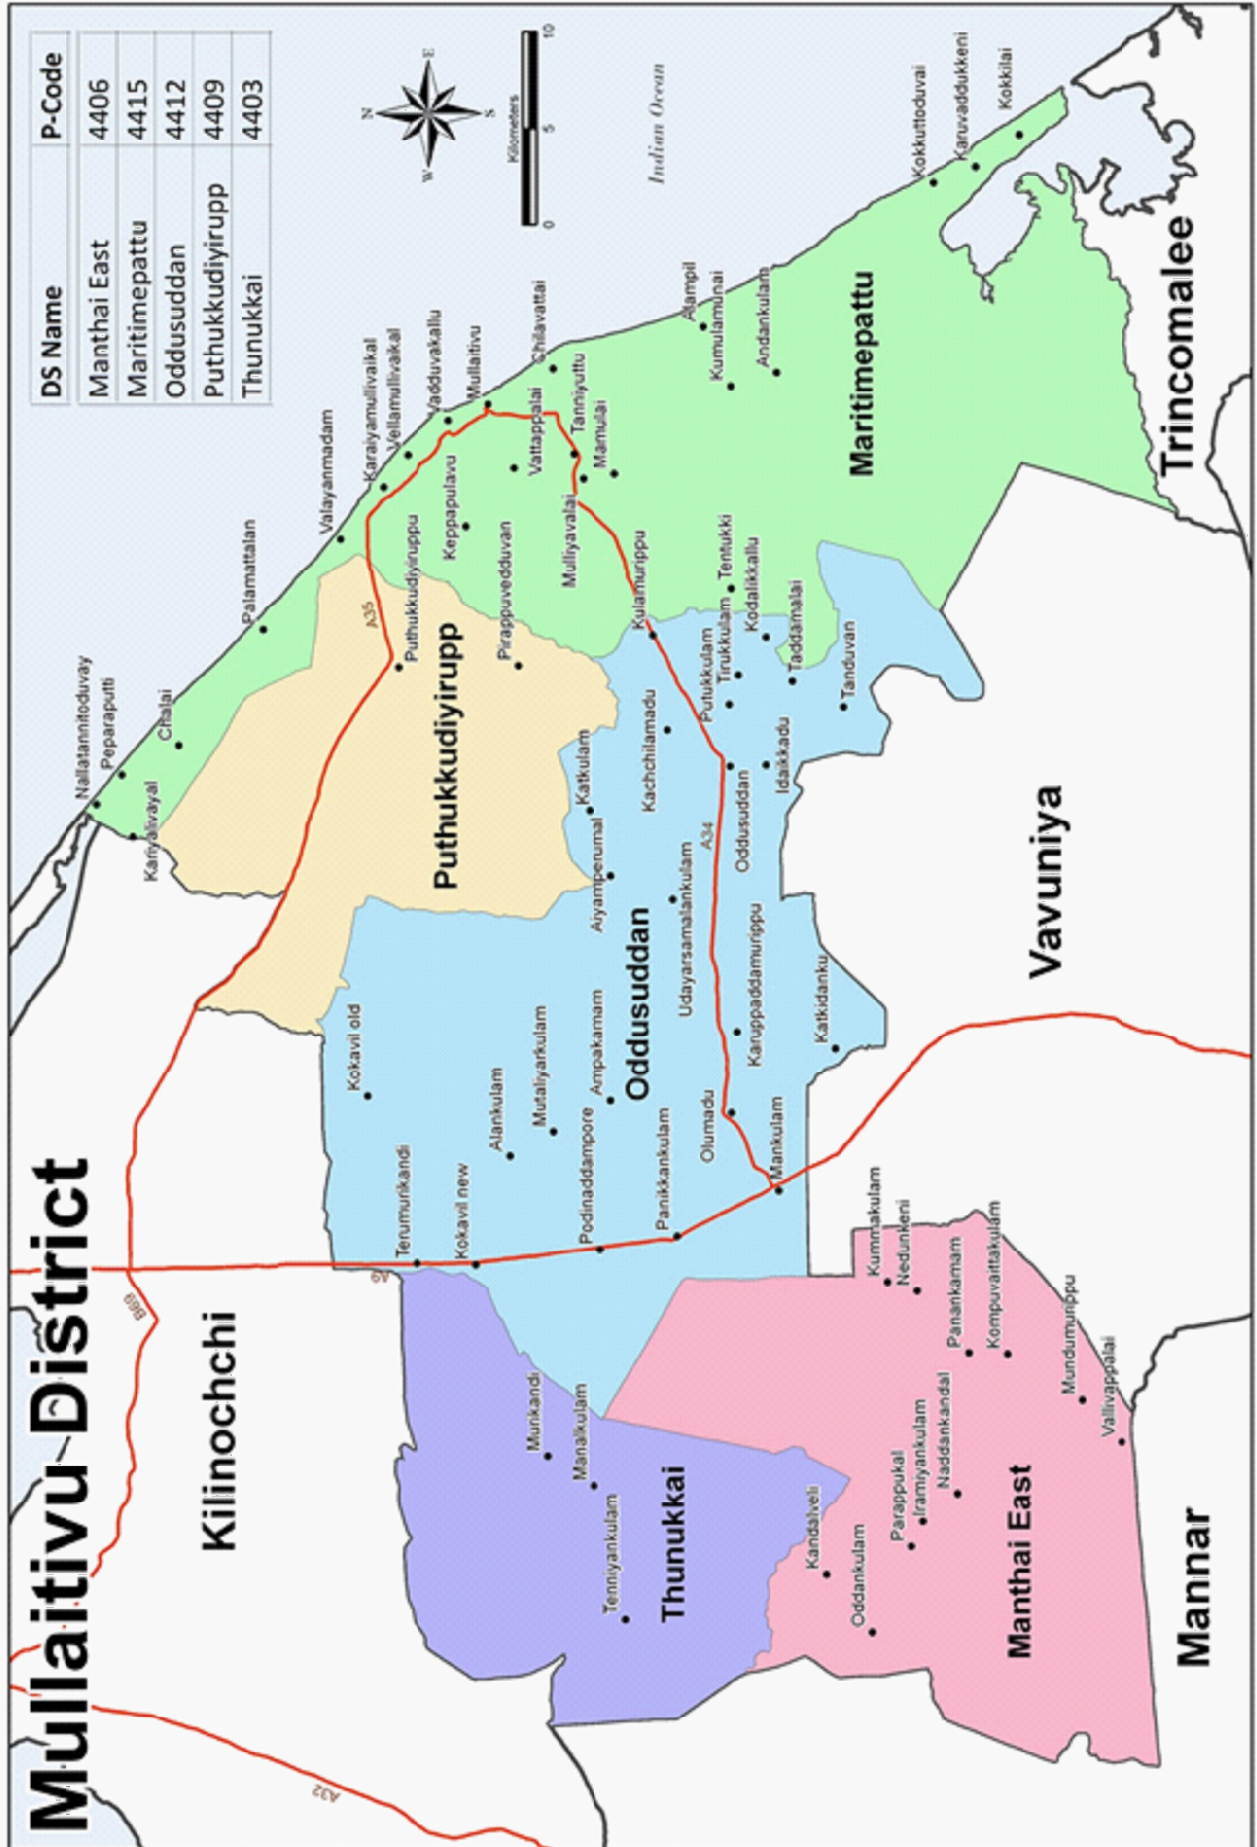 Mullaitivu District
DS Name P-Code
Manthai East 4406
Maritimepattu 4415
Oddusuddan 4412
Puthukkudiyirupp 4409
Thunukkai 4403
N
W
E
S
Kilometers
0 5 10
Indian Ocean
Kilinochchi
B69
A32
A9
A35
A34
Nallatannitoduvay
Peparaputti
Chalai
Kariyalivayal
Palamattalan
Valayanmadam
Karaiyamullivaikal
Vellamullivaikal
Vadduvakallu
Mullaitivu
Chilavattai
Puthukkudiyiruppu
Keppapulavu
Puthukkudiyirupp
Pirappuvedduvan
Vattappalai
Tanniyuttu
Mamulai
Mulliyavalai
Kulamurippu
Alampil
Kumulamunai
Andankulam
Maritimepattu
Kokkuttoduvai
Karuvaddukkeni
Kokkilai
Tentukki
Kodalikkallu
Tirukkulam
Putukkulam
Taddamalai
Tanduvan
Kachchilamadu
Idaikkadu
Oddusuddan
Katkulam
Aiyamperumal
Udayarsamalankulam
Oddusuddan
Karuppaddamurippu
Katkidanku
Kokavil old
Mutaliyarkulam
Ampakamam
Alankulam
Terumurikandi
Kokavil new
Podinaddampore
Panikkankulam
Olumadu
Mankulam
Murikandi
Manalkulam
Tenniyankulam
Thunukkai
Kummakulam
Nedunkeni
Panankamam
Kompuvaittakulam
Mundumurippu
Vallivappalai
Naddankandal
Iramiyankulam
Parappukal
Kandalveli
Oddankulam
Manthai East
Mannar
Vavuniya
Trincomalee